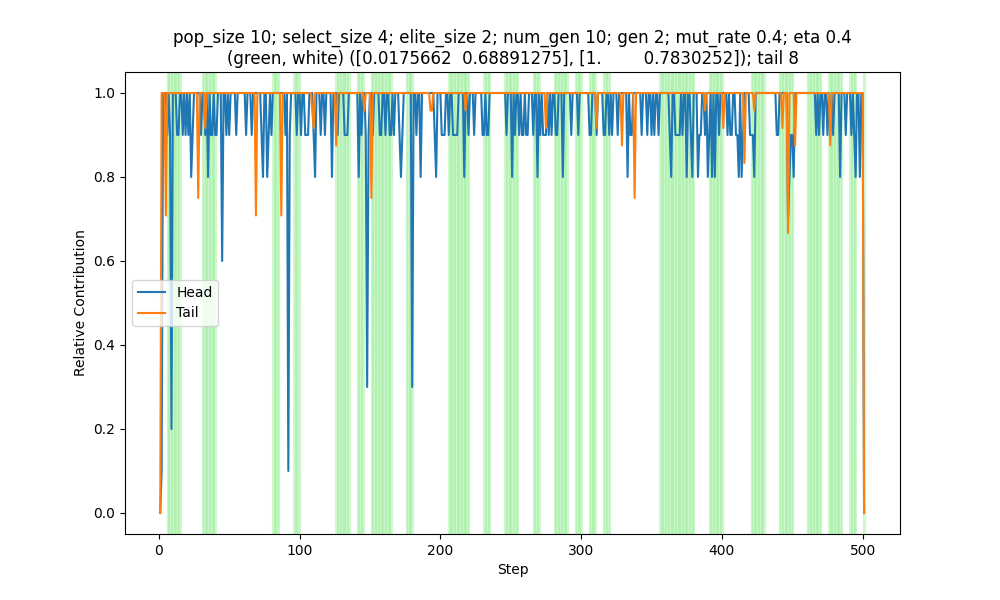 pop_size 10; select_size 4; elite_size 2; num_gen 10; gen 2; mut_rate 0.4; eta 0.4
(green, white) ([0.0175662  0.68891275], [1.        0.7830252]); tail 8
1.0
0.8
0.6
0.4
0.2
0.0
Relative Contribution
Head
Tail
0
100
200
300
400
500
Step